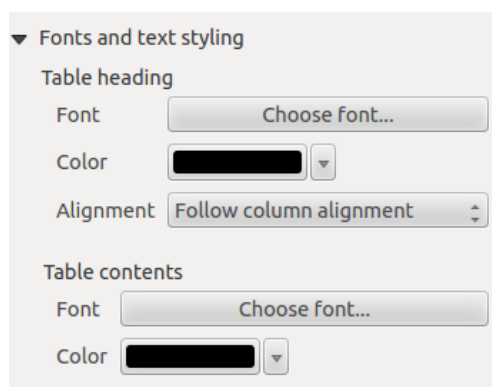 Fonts and text styling
Table heading
Font Choose font...
Color
Alignment Follow column alignment
Table contents
Font Choose font...
Color